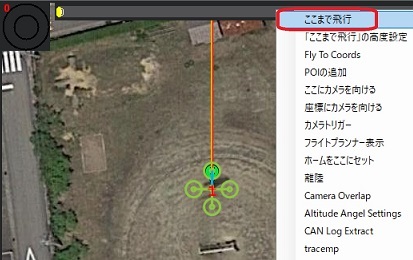 0
ここまで飛行
「ここまで飛行」の高度設定
Fly To Coords
POIの追加
ここにカメラを向ける
座標にカメラを向ける
カメラトリガー
フライトプランナー表示
ホームをここにセット
離陸
Camera Overlap
Altitude Angel Settings
CAN Log Extract
tracemp